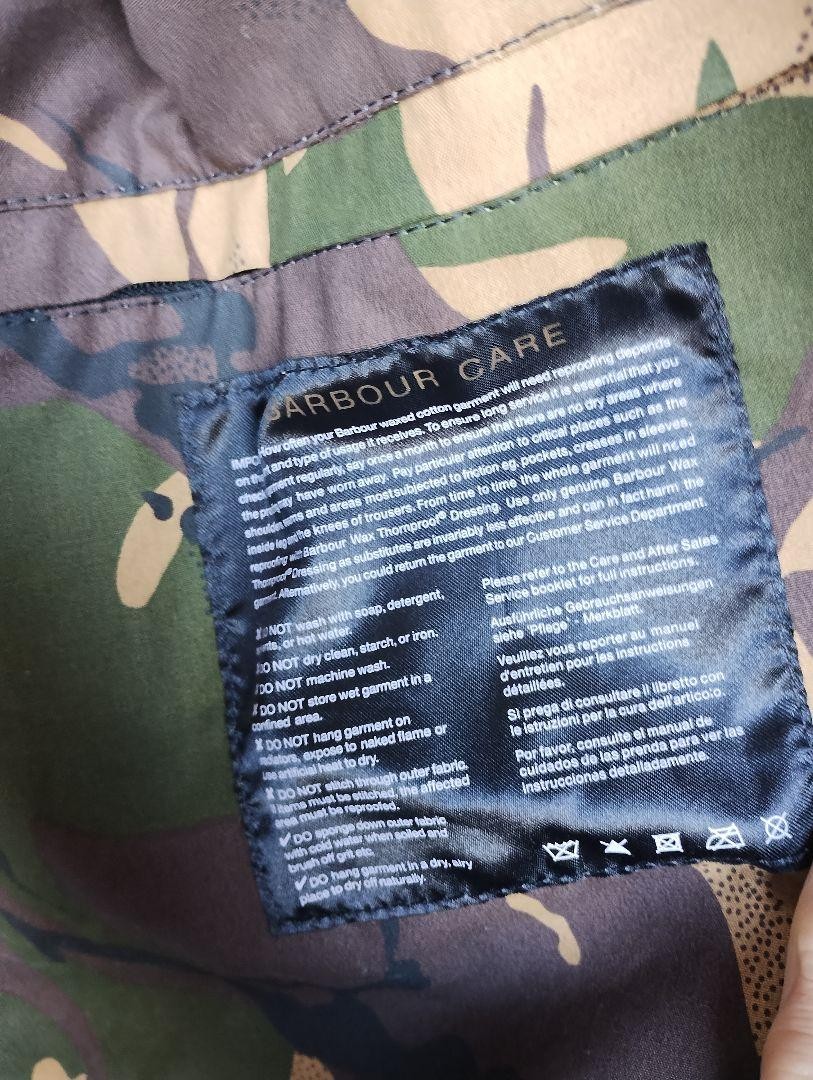 BARBOUR CARE
how often your Barbour waxed cotton garment will need reproofing depends
on the and type of usage it receives. To ensure long service it is essential that you
check regularly, say once a month to ensure that there are no dry areas where
the may have worn away. Pay particular attention to critical places such as the
and areas most subjected to friction eg. pockets, creases in sleeves,
inside leg and the knees of trousers. From time to time the whole garment will need
reproofing with Barbour Wax Thornproof® Dressing. Use only genuine Barbour Wax
Thornproof® Dressing as substitutes are invariably less effective and can in fact harm the
garment. Alternatively, you could return the garment to our Customer Service Department.
✗ DO NOT wash with soap, detergent,
or hot water.
DO NOT dry clean, starch, or iron.
DO NOT machine wash.
✗ DO NOT store wet garment in a
confined area.
✗ DO NOT hang garment on
radiators, expose to naked flame or
use artificial heat to dry.
✗ DO NOT stitch through outer fabric.
If items must be stitched, the affected
area must be reproofed.
✓ DO sponge down outer fabric
with cold water when soiled and
brush off grit etc.
✓ DO hang garment in a dry, airy
place to dry off naturally.
Please refer to the Care and After Sales
Service booklet for full instructions.
Ausführliche Gebrauchsanweisungen
siehe "Pflege" Merkblatt.
Veuillez vous reporter au manuel
d'entretien pour les instructions
détaillées.
Si prega di consultare il libretto con
le istruzioni per la cura dell'articolo.
Por favor, consulte el manual de
cuidados de las prenda para ver las
instrucciones detalladamente.